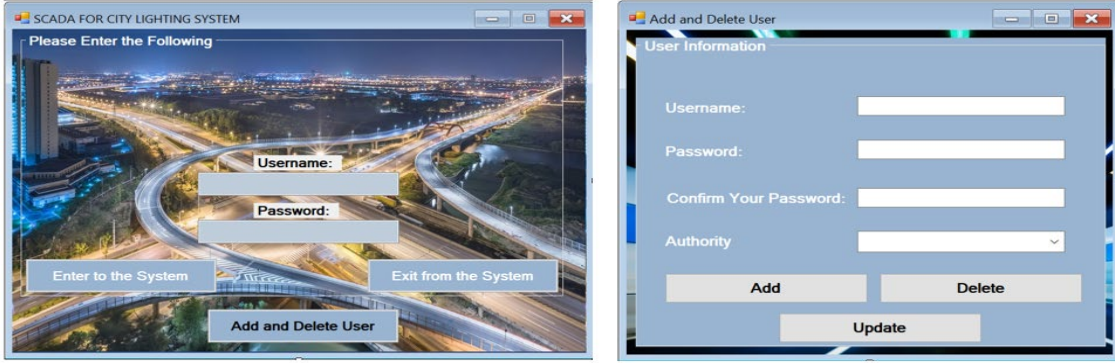 SCADA FOR CITY LIGHTING SYSTEM
Please Enter the Following
Username:
Password:
Enter to the System
Exit from the System
Add and Delete User
Add and Delete User
User Information
Username:
Password:
Confirm Your Password:
Authority
Add
Delete
Update